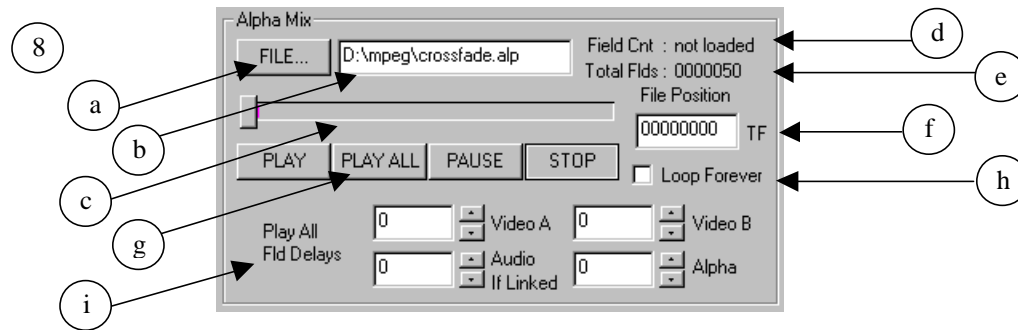 Alpha Mix
8
FILE...
D:\mpeg\crossfade.alp
Field Cnt : not loaded
d
Total Flds : 0000050
e
a
File Position
b
00000000 TF
f
PLAY
PLAY ALL
PAUSE
STOP
Loop Forever
h
c
g
Play All
Fld Delays
0
Video A
0
Video B
0
Audio
If Linked
0
Alpha
i